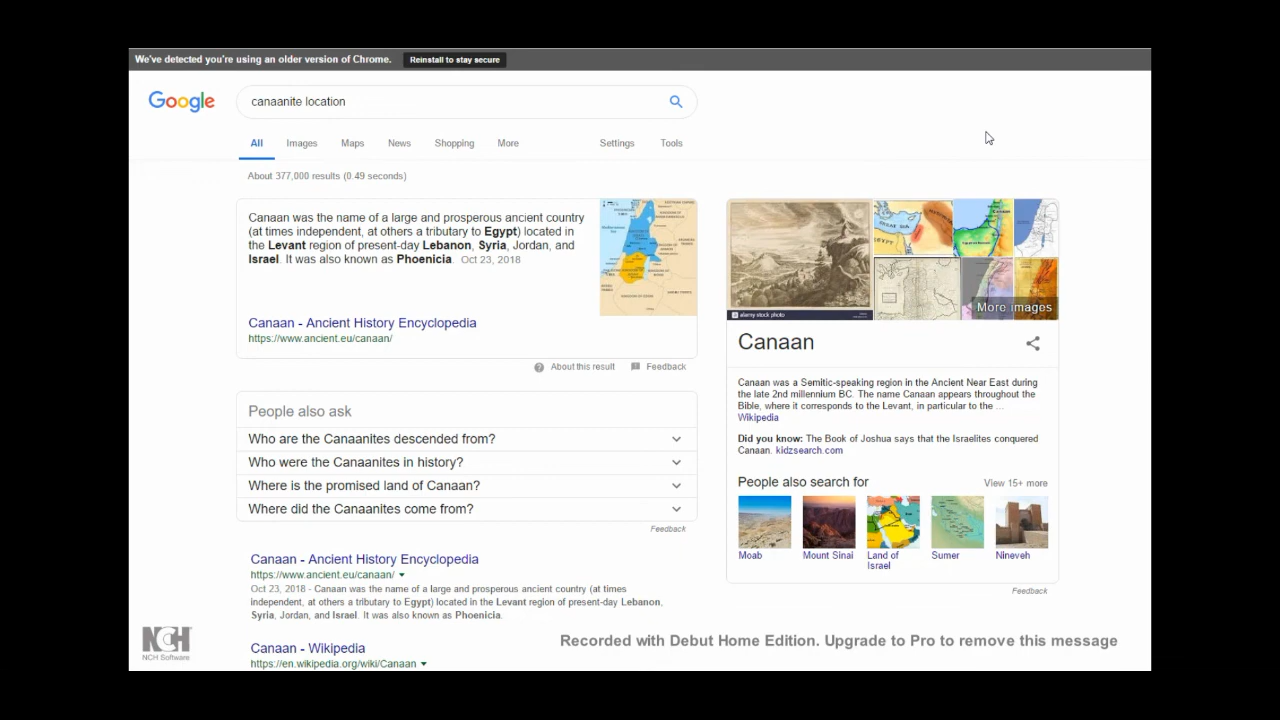 We've detected you're using an older version of Chrome. Reinstall to stay secure
Google
canaanite location
All Images Maps News Shopping More Settings Tools
About 377,000 results (0.49 seconds)
Canaan was the name of a large and prosperous ancient country
(at times independent, at others a tributary to Egypt) located in
the Levant region of present-day Lebanon, Syria, Jordan, and
Israel. It was also known as Phoenicia. Oct 23, 2018
Canaan - Ancient History Encyclopedia
https://www.ancient.eu/canaan/
About this result Feedback
People also ask
Who are the Canaanites descended from?
Who were the Canaanites in history?
Where is the promised land of Canaan?
Where did the Canaanites come from?
Feedback
Canaan - Ancient History Encyclopedia
https://www.ancient.eu/canaan/
Oct 23, 2018 - Canaan was the name of a large and prosperous ancient country (at times
independent, at others a tributary to Egypt) located in the Levant region of present-day Lebanon,
Syria, Jordan, and Israel. It was also known as Phoenicia.
Canaan - Wikipedia
https://en.wikipedia.org/wiki/Canaan
GREAT SEA
EGYPT
alamy stock photo
More images
Canaan
Canaan was a Semitic-speaking region in the Ancient Near East during
the late 2nd millennium BC. The name Canaan appears throughout the
Bible, where it corresponds to the Levant, in particular to the ...
Wikipedia
Did you know: The Book of Joshua says that the Israelites conquered
Canaan. kidzsearch.com
People also search for View 15+ more
Moab Mount Sinai Land of Israel Sumer Nineveh
Feedback
NCH
NCH Software
Recorded with Debut Home Edition. Upgrade to Pro to remove this message